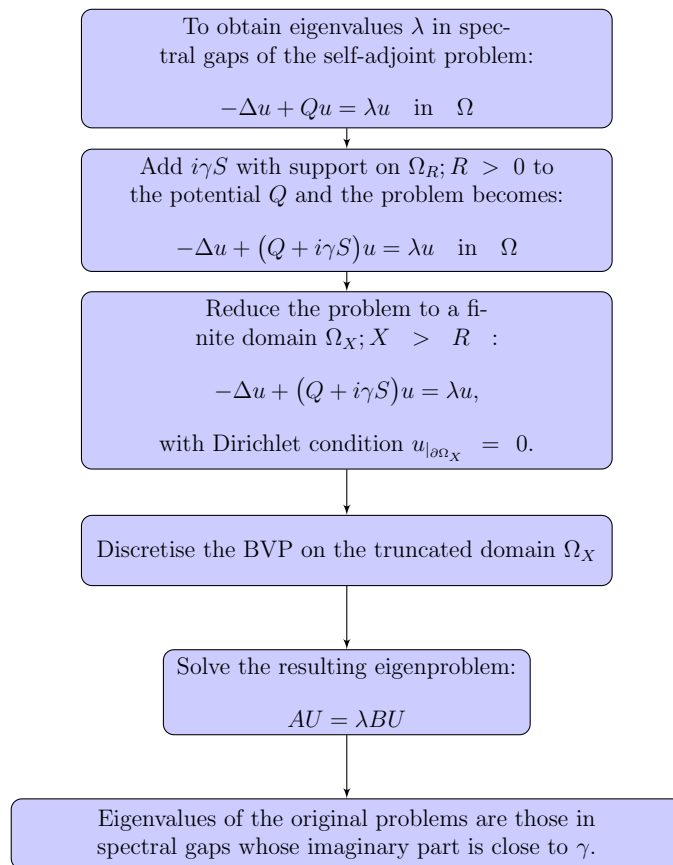 To obtain eigenvalues λ in spec-
tral gaps of the self-adjoint problem:
−Δu + Qu = λu in Ω
Add iγS with support on Ω_R; R > 0 to
the potential Q and the problem becomes:
−Δu + (Q + iγS)u = λu in Ω
Reduce the problem to a fi-
nite domain Ω_X; X > R :
−Δu + (Q + iγS)u = λu,
with Dirichlet condition u_{|∂Ω_X} = 0.
Discretise the BVP on the truncated domain Ω_X
Solve the resulting eigenproblem:
AU = λBU
Eigenvalues of the original problems are those in
spectral gaps whose imaginary part is close to γ.